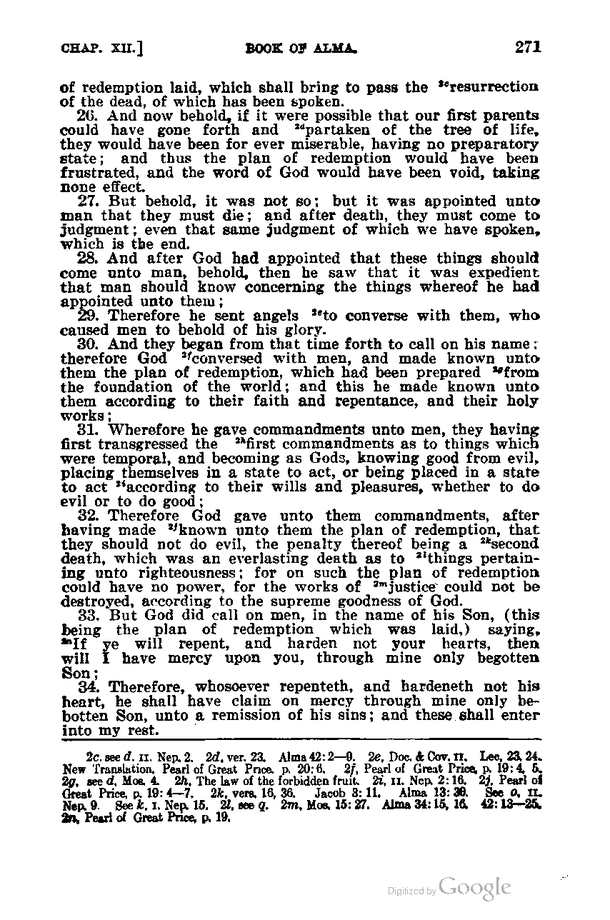 CHAP. XII.] BOOK OF ALMA. 271
of redemption laid, which shall bring to pass the 2cresurrection
of the dead, of which has been spoken.
26. And now behold, if it were possible that our first parents
could have gone forth and 2dpartaken of the tree of life,
they would have been for ever miserable, having no preparatory
state; and thus the plan of redemption would have been
frustrated, and the word of God would have been void, taking
none effect.
27. But behold, it was not so; but it was appointed unto
man that they must die; and after death, they must come to
judgment; even that same judgment of which we have spoken,
which is the end.
28. And after God had appointed that these things should
come unto man, behold, then he saw that it was expedient
that man should know concerning the things whereof he had
appointed unto them;
29. Therefore he sent angels 2eto converse with them, who
caused men to behold of his glory.
30. And they began from that time forth to call on his name;
therefore God 2fconversed with men, and made known unto
them the plan of redemption, which had been prepared 2gfrom
the foundation of the world; and this he made known unto
them according to their faith and repentance, and their holy
works;
31. Wherefore he gave commandments unto men, they having
first transgressed the 2hfirst commandments as to things which
were temporal, and becoming as Gods, knowing good from evil,
placing themselves in a state to act, or being placed in a state
to act 2iaccording to their wills and pleasures, whether to do
evil or to do good;
32. Therefore God gave unto them commandments, after
having made 2jknown unto them the plan of redemption, that
they should not do evil, the penalty thereof being a 2ksecond
death, which was an everlasting death as to 2lthings pertain-
ing unto righteousness; for on such the plan of redemption
could have no power, for the works of 2mjustice could not be
destroyed, according to the supreme goodness of God.
33. But God did call on men, in the name of his Son, (this
being the plan of redemption which was laid,) saying,
2nIf ye will repent, and harden not your hearts, then
will I have mercy upon you, through mine only begotten
Son;
34. Therefore, whosoever repenteth, and hardeneth not his
heart, he shall have claim on mercy through mine only be-
botten Son, unto a remission of his sins; and these shall enter
into my rest.
2c. see d. II. Nep. 2. 2d, ver. 23. Alma 42: 2—9. 2e, Doc. & Cov. II. Lec, 23, 24.
New Translation, Pearl of Great Price. p. 20: 6. 2f, Pearl of Great Price, p. 19: 4, 5.
2g, see d, Mos. 4. 2h, The law of the forbidden fruit. 2i, II. Nep. 2: 16. 2j, Pearl of
Great Price, p. 19: 4—7. 2k, vers. 16, 36. Jacob 3: 11. Alma 13: 30. See o, II.
Nep. 9. See k, I. Nep. 15. 2l, see q. 2m, Mos. 15: 27. Alma 34: 15, 16. 42: 13—25.
2n, Pearl of Great Price, p. 19.
Digitized by Google